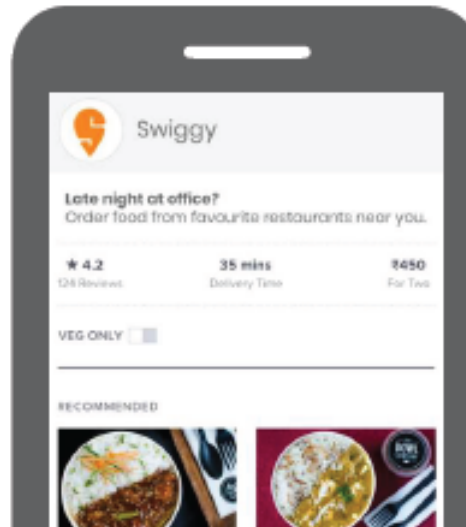 Swiggy
Late night at office?
Order food from favourite restaurants near you.
★ 4.2 35 mins ₹450
124 Reviews Delivery Time For Two
VEG ONLY
RECOMMENDED
BOWL